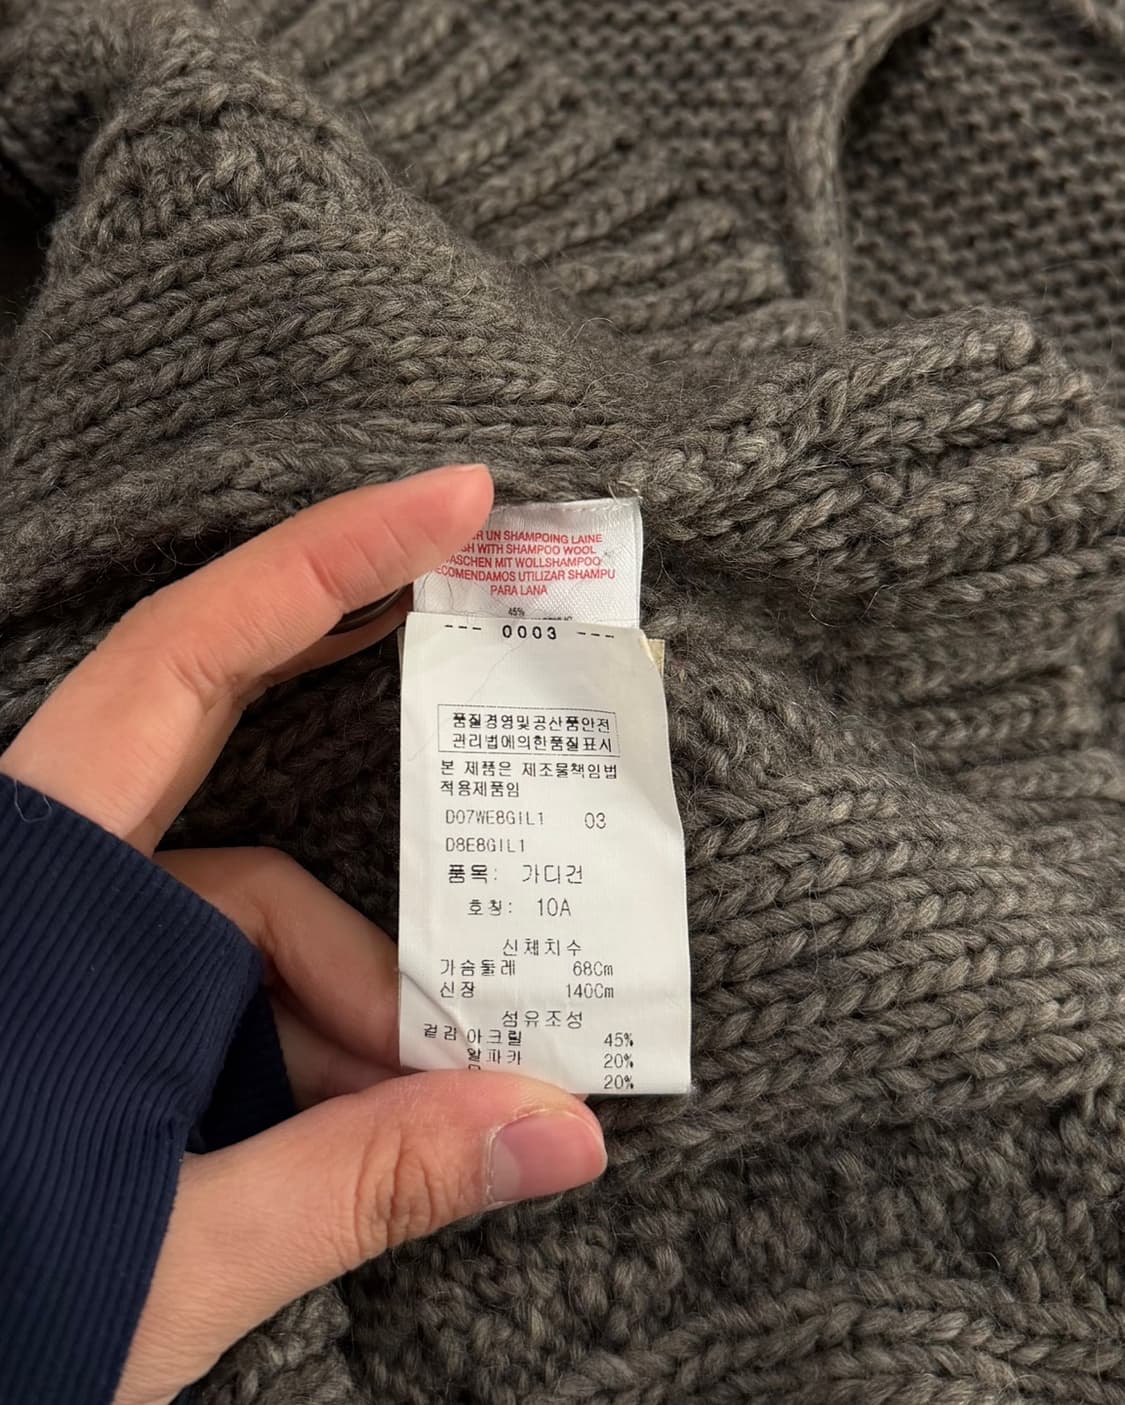 UN SHAMPOING LAINE
WITH SHAMPOO WOOL
MIT WOLLSHAMPOO
UTILIZAR SHAMPU
PARA LANA
45%
--- 0003 ---
품질경영및공산품안전
관리법에의한품질표시
본 제품은 제조물책임법
적용제품임
D07WE8GIL1 03
D8E8GIL1
품목: 가디건
호칭: 10A
신체치수
가슴둘레 68Cm
신장 140Cm
섬유조성
겉감 아크릴 45%
알파카 20%
20%